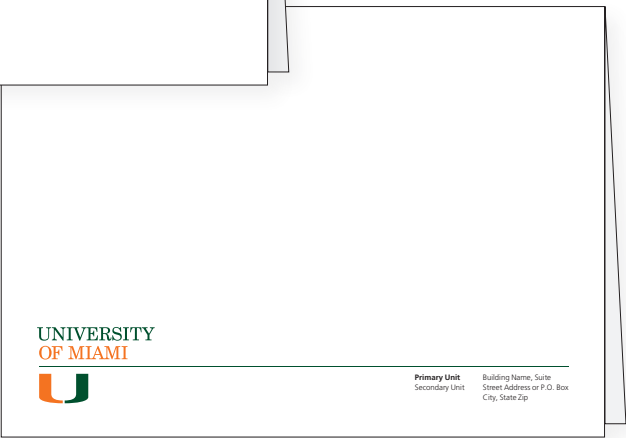 UNIVERSITY
OF MIAMI
U
Primary Unit
Secondary Unit
Building Name, Suite
Street Address or P.O. Box
City, State Zip